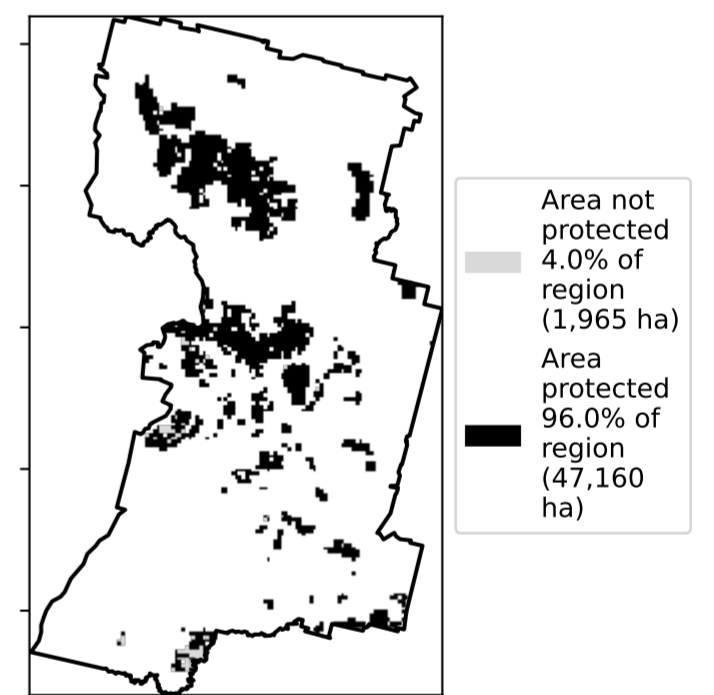 Area not
protected
4.0% of
region
(1,965 ha)
Area
protected
96.0% of
region
(47,160
ha)